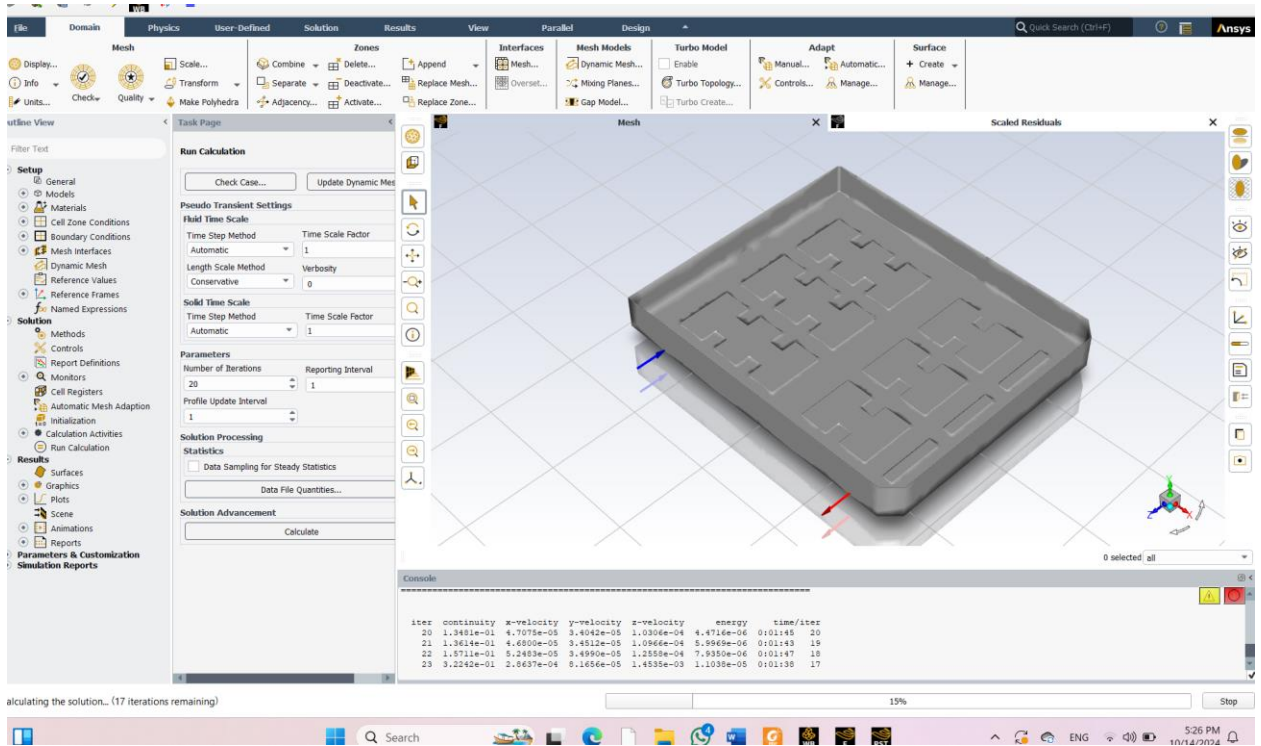 File Domain Physics User-Defined Solution Results View Parallel Design Quick Search (Ctrl+F) Ansys
Mesh Zones Interfaces Mesh Models Turbo Model Adapt Surface
Display... Scale... Combine Delete... Append Mesh... Dynamic Mesh... Enable Manual... Automatic... + Create
Info Check Quality Transform Separate Deactivate... Replace Mesh... Overset... Mixing Planes... Turbo Topology... Controls... Manage... Manage...
Units... Make Polyhedra Adjacency... Activate... Replace Zone... Gap Model... Turbo Create...
utline View
Filter Text
Setup
General
Models
Materials
Cell Zone Conditions
Boundary Conditions
Mesh Interfaces
Dynamic Mesh
Reference Values
Reference Frames
Named Expressions
Solution
Methods
Controls
Report Definitions
Monitors
Cell Registers
Automatic Mesh Adaption
Initialization
Calculation Activities
Run Calculation
Results
Surfaces
Graphics
Plots
Scene
Animations
Reports
Parameters & Customization
Simulation Reports
Task Page
Run Calculation
Check Case... Update Dynamic Mes
Pseudo Transient Settings
Fluid Time Scale
Time Step Method Time Scale Factor
Automatic 1
Length Scale Method Verbosity
Conservative 0
Solid Time Scale
Time Step Method Time Scale Factor
Automatic 1
Parameters
Number of Iterations Reporting Interval
20 1
Profile Update Interval
1
Solution Processing
Statistics
Data Sampling for Steady Statistics
Data File Quantities...
Solution Advancement
Calculate
Mesh Scaled Residuals
Y
Z X
0 selected all
Console
iter continuity x-velocity y-velocity z-velocity energy time/iter
20 1.3481e-01 4.7075e-05 3.4042e-05 1.0306e-04 4.4716e-06 0:01:45 20
21 1.3614e-01 4.6800e-05 3.4512e-05 1.0966e-04 5.9969e-06 0:01:43 19
22 1.5711e-01 5.2483e-05 3.4990e-05 1.2558e-04 7.9350e-06 0:01:47 18
23 3.2242e-01 2.8637e-04 8.1656e-05 1.4535e-03 1.1038e-05 0:01:38 17
alculating the solution... (17 iterations remaining) 15% Stop
Search ENG 5:26 PM
10/14/2024